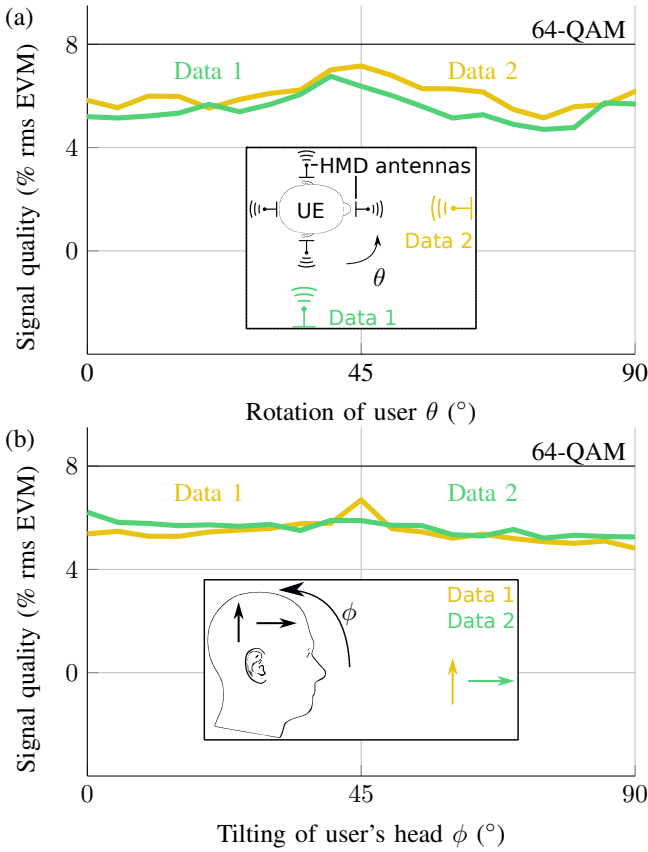 (a)
64-QAM
8
Data 1
Data 2
4
-HMD antennas
UE
Data 2
0
θ
Data 1
Signal quality (% rms EVM)
0
45
90
Rotation of user θ (°)
(b)
64-QAM
8
Data 1
Data 2
4
Data 1
Data 2
ϕ
0
Signal quality (% rms EVM)
0
45
90
Tilting of user's head ϕ (°)